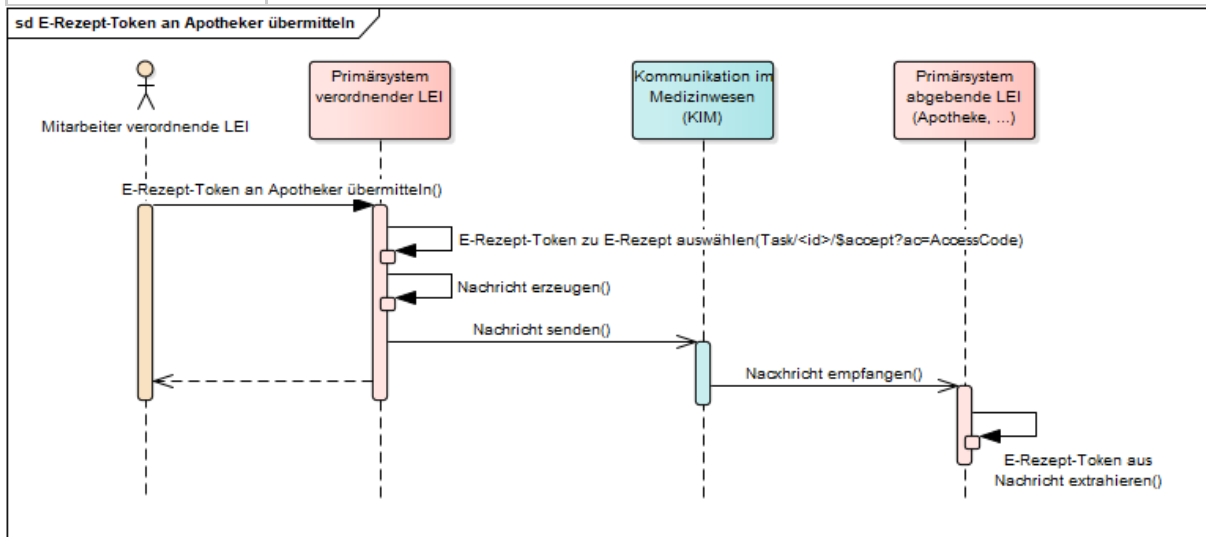 sd E-Rezept-Token an Apotheker übermitteln
Mitarbeiter verordnende LEI
Primärsystem
verordnender LEI
Kommunikation im
Medizinwesen
(KIM)
Primärsystem
abgebende LEI
(Apotheke, ...)
E-Rezept-Token an Apotheker übermitteln()
E-Rezept-Token zu E-Rezept auswählen(Task/<id>/$accept?ac=AccessCode)
Nachricht erzeugen()
Nachricht senden()
Nacxhricht empfangen()
E-Rezept-Token aus
Nachricht extrahieren()